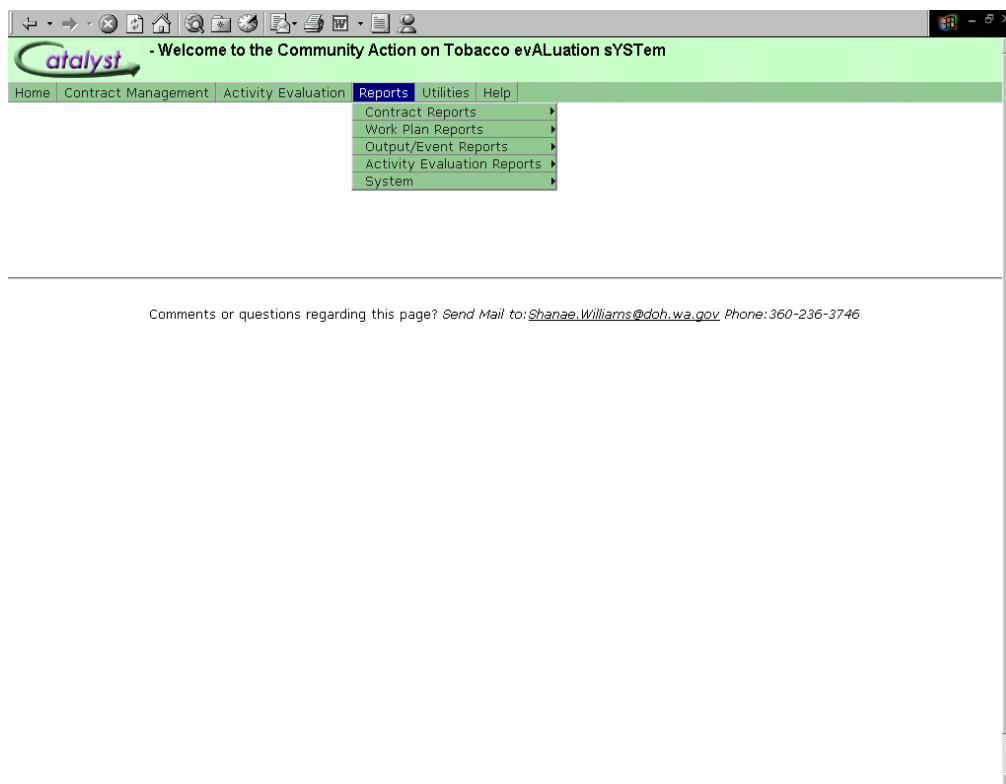 Catalyst - Welcome to the Community Action on Tobacco evALuation sYSTem
Home Contract Management Activity Evaluation Reports Utilities Help
Contract Reports
Work Plan Reports
Output/Event Reports
Activity Evaluation Reports
System
Comments or questions regarding this page? Send Mail to:Shanae.Williams@doh.wa.gov Phone:360-236-3746